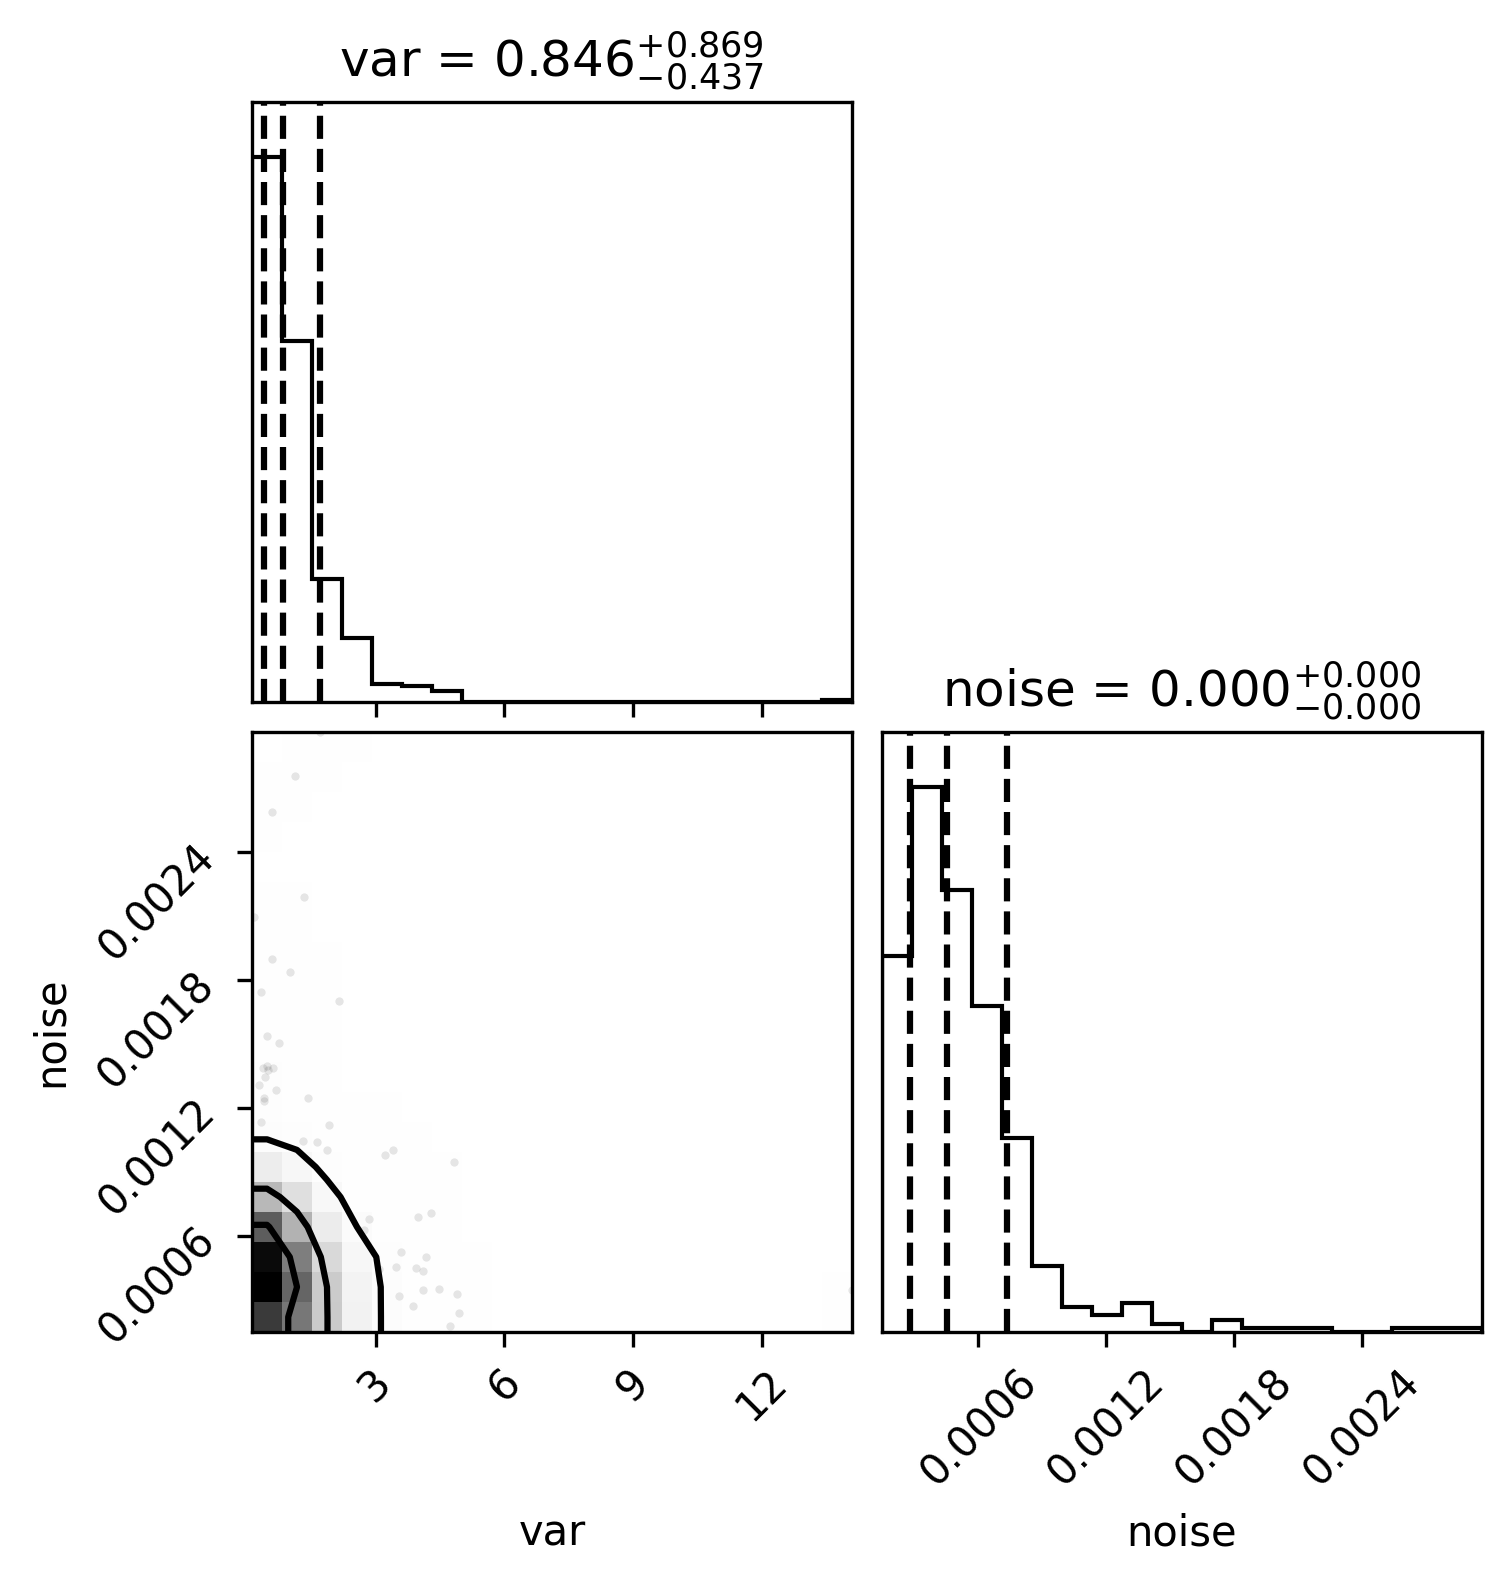 var = 0.846+0.869 −0.437
noise = 0.000+0.000 −0.000
0.0024
0.0018
0.0012
0.0006
noise
3 6 9 12
0.0006 0.0012 0.0018 0.0024
var
noise